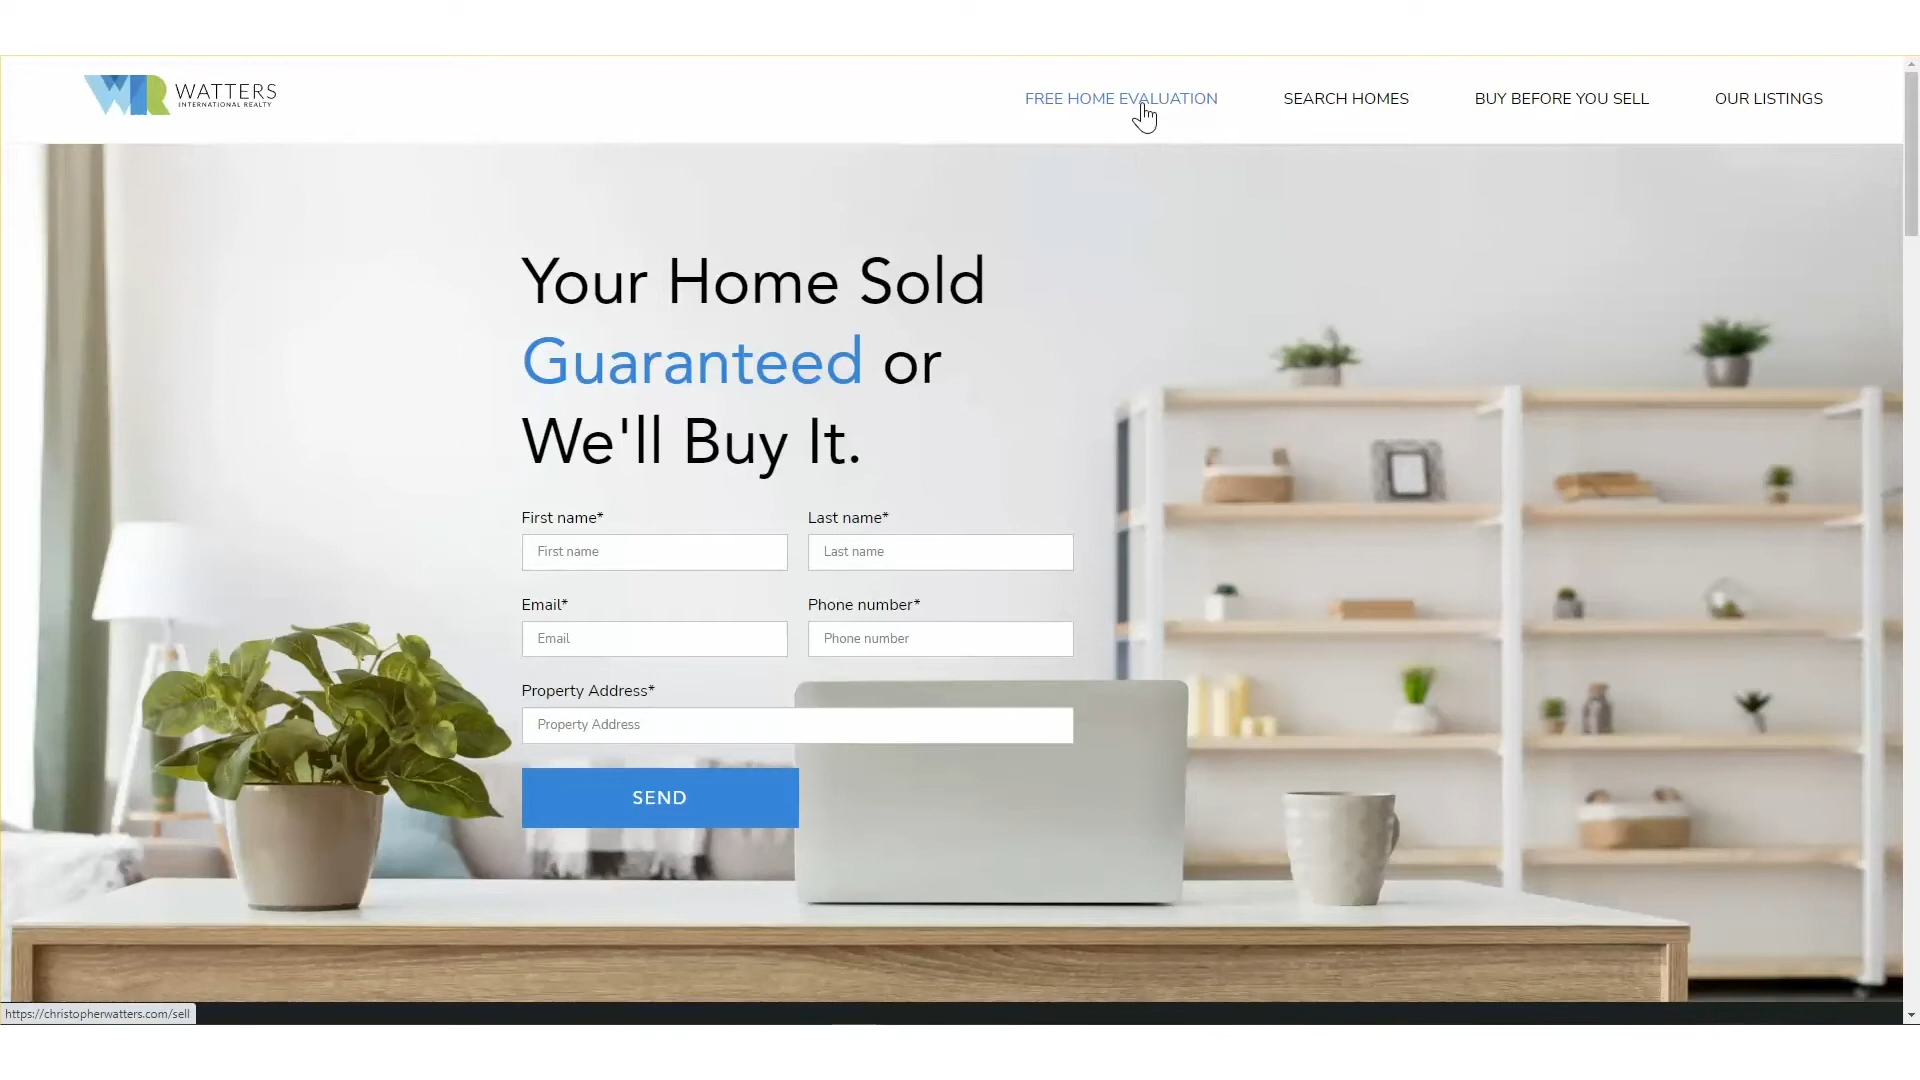 WATTERS
INTERNATIONAL REALTY
FREE HOME EVALUATION
SEARCH HOMES
BUY BEFORE YOU SELL
OUR LISTINGS
Your Home Sold
Guaranteed or
We'll Buy It.
First name*
Last name*
First name
Last name
Email*
Phone number*
Email
Phone number
Property Address*
Property Address
SEND
https://christopherwatters.com/sell